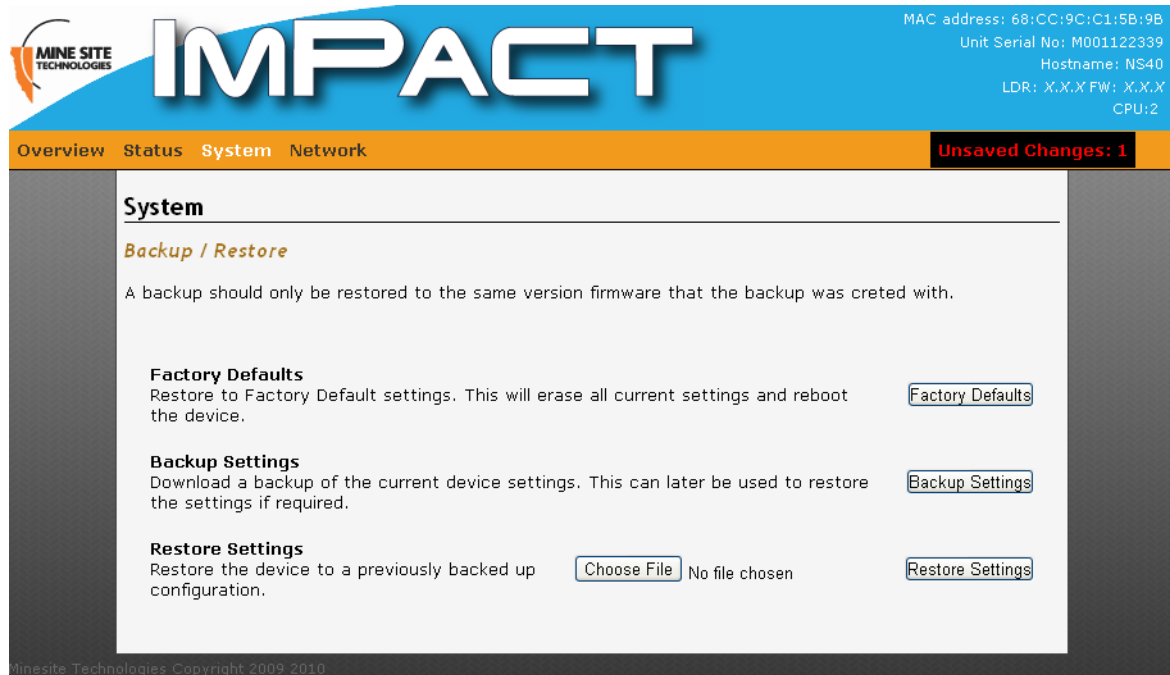 MINE SITE
TECHNOLOGIES
IMPACT
MAC address: 68:CC:9C:C1:5B:9B
Unit Serial No: M001122339
Hostname: NS40
LDR: X.X.X FW: X.X.X
CPU:2
Overview Status System Network
Unsaved Changes: 1
System
Backup / Restore
A backup should only be restored to the same version firmware that the backup was creted with.
Factory Defaults
Restore to Factory Default settings. This will erase all current settings and reboot
the device.
Factory Defaults
Backup Settings
Download a backup of the current device settings. This can later be used to restore
the settings if required.
Backup Settings
Restore Settings
Restore the device to a previously backed up
configuration.
Choose File No file chosen
Restore Settings
Minesite Technologies Copyright 2009 2010